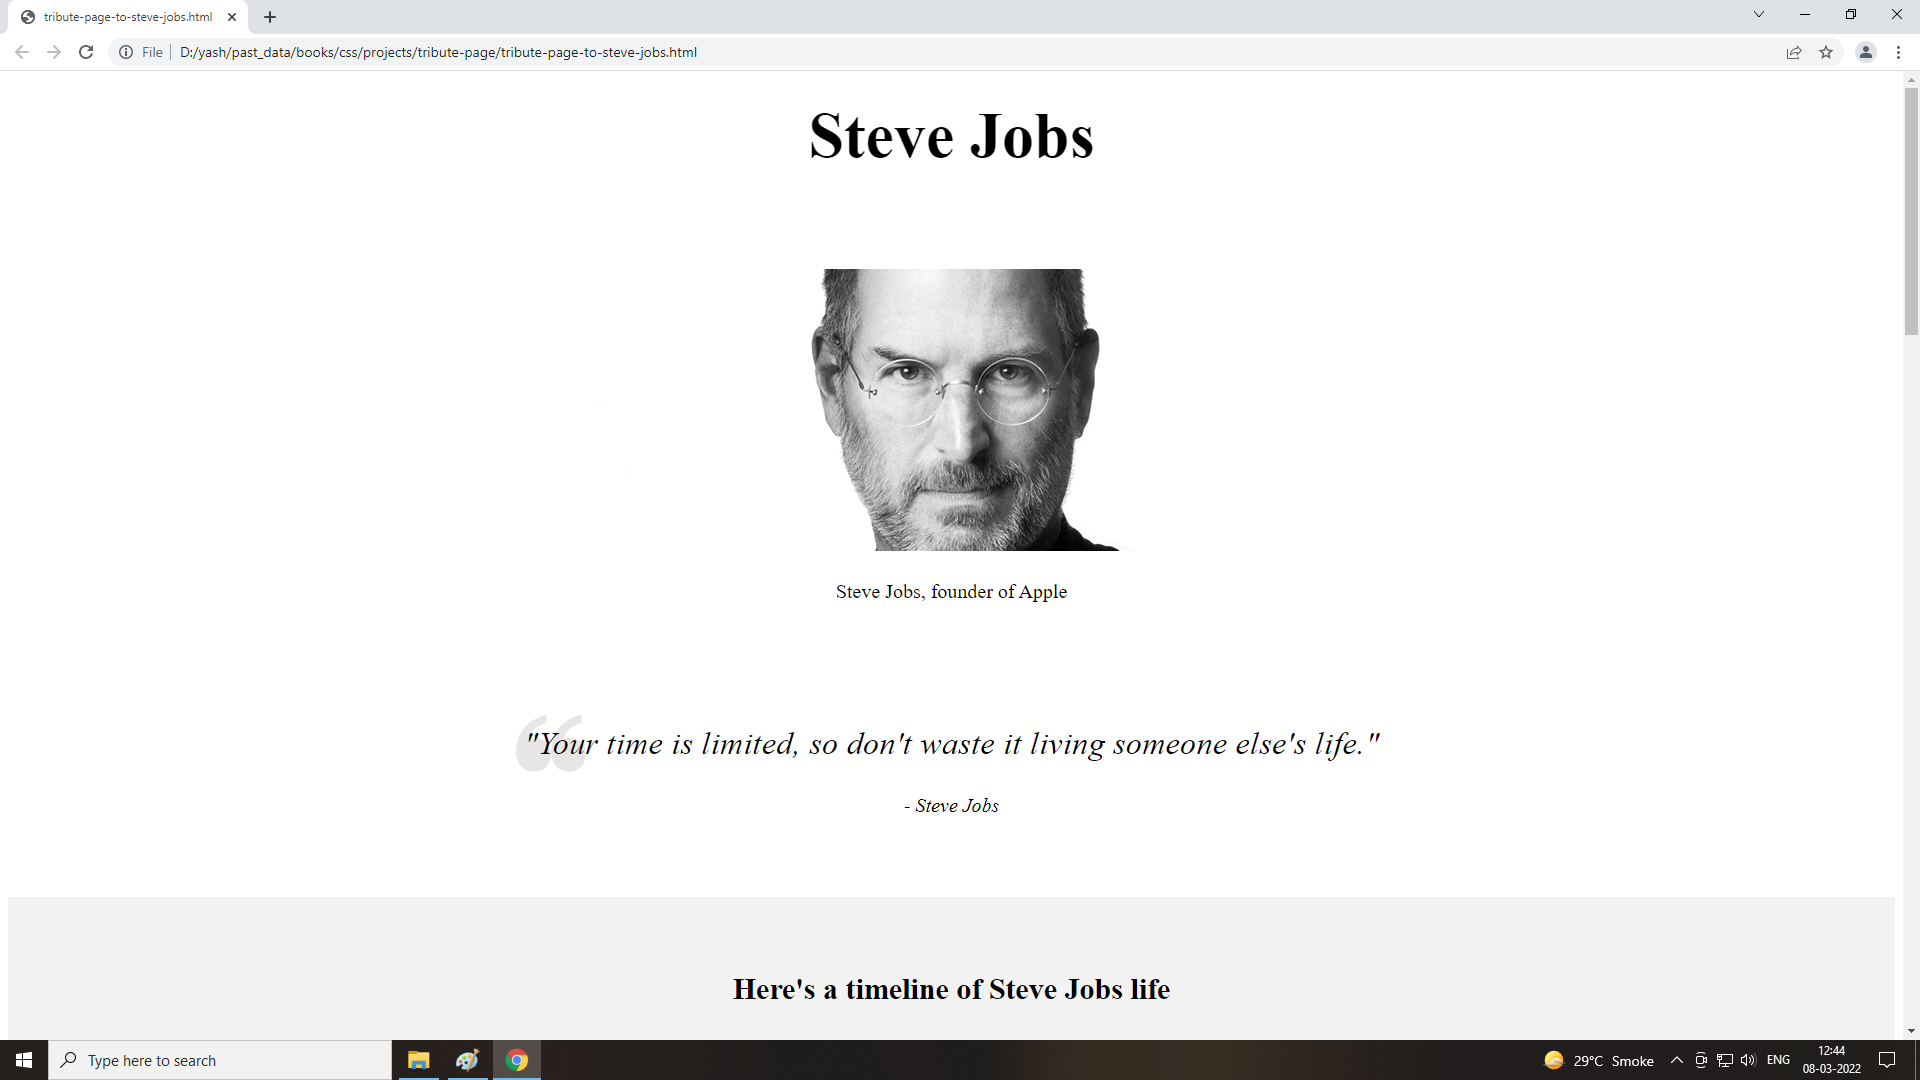 tribute-page-to-steve-jobs.html
File D:/yash/past_data/books/css/projects/tribute-page/tribute-page-to-steve-jobs.html
Steve Jobs
Steve Jobs, founder of Apple
"Your time is limited, so don't waste it living someone else's life."
- Steve Jobs
Here's a timeline of Steve Jobs life
Type here to search
29°C Smoke
ENG
12:44
08-03-2022